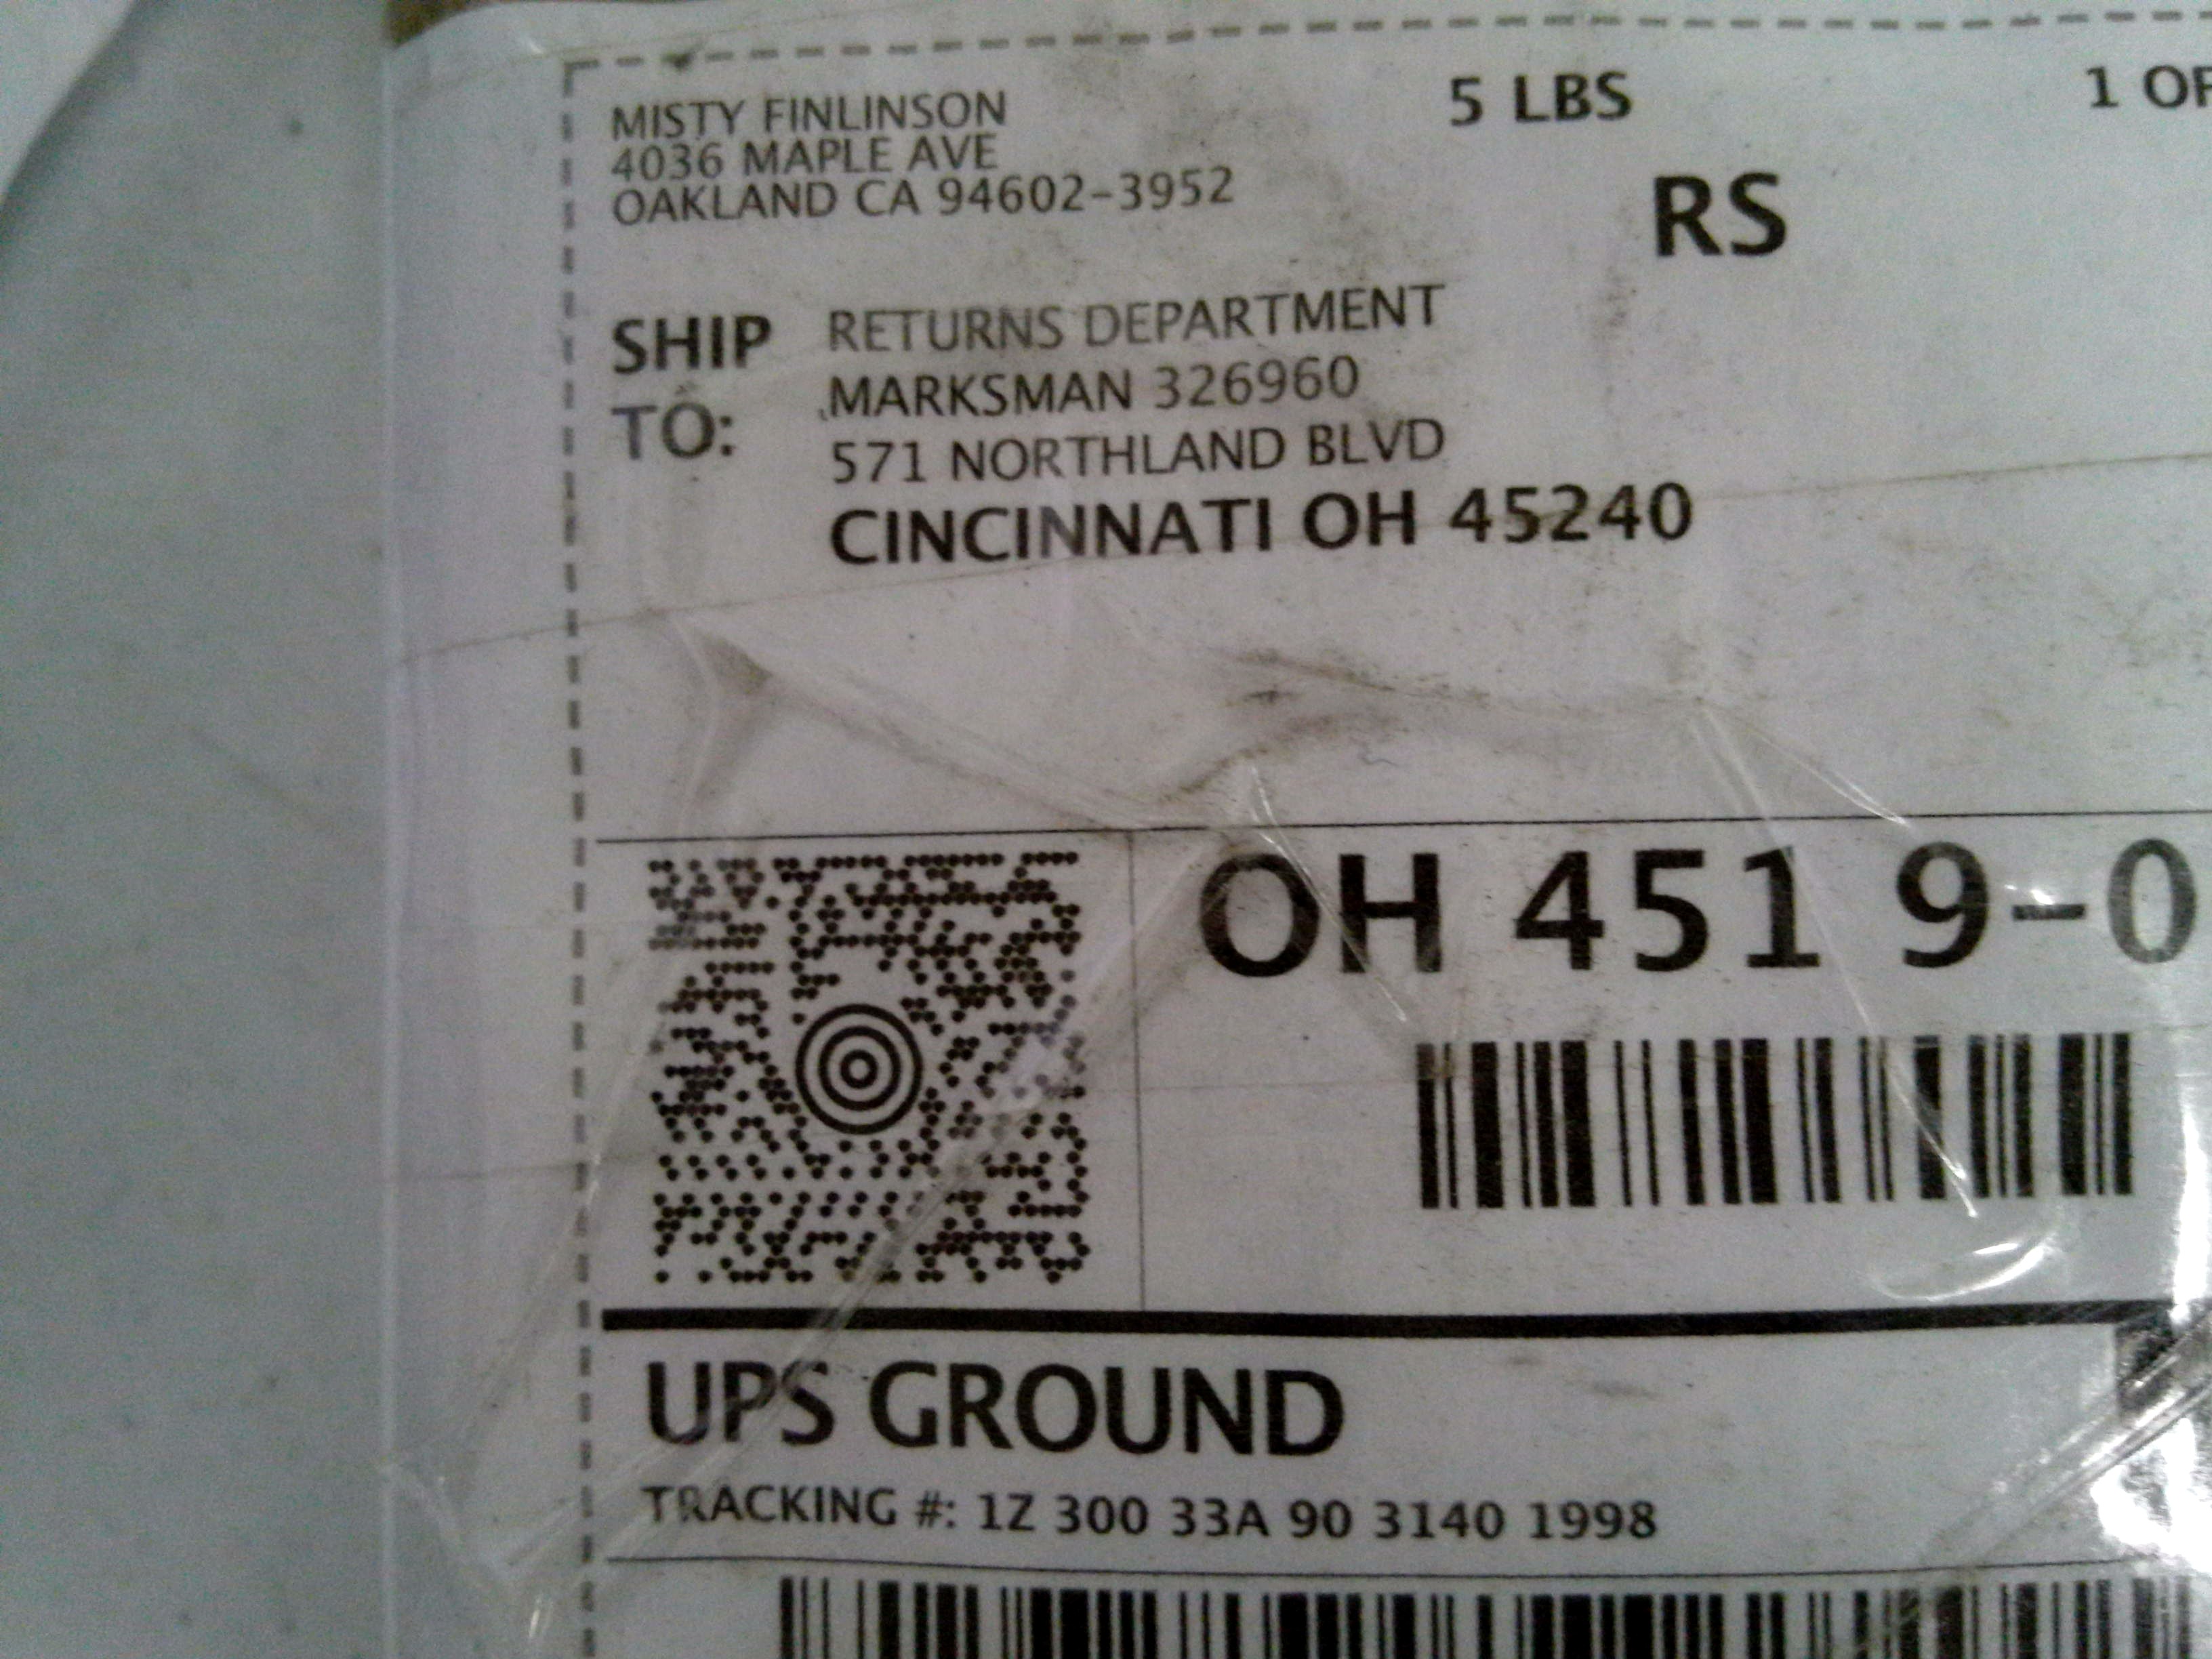 MISTY FINLINSON
4036 MAPLE AVE
OAKLAND CA 94602-3952
5 LBS
1 OF
RS
SHIP TO:
RETURNS DEPARTMENT
MARKSMAN 326960
571 NORTHLAND BLVD
CINCINNATI OH 45240
OH 451 9-0
UPS GROUND
TRACKING #: 1Z 300 33A 90 3140 1998